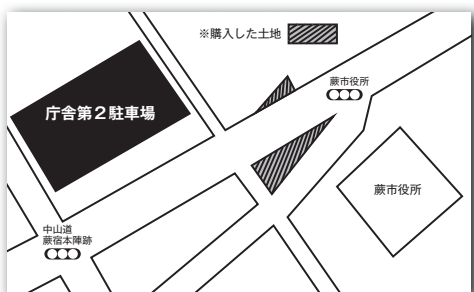 ※購入した土地
蕨市役所
庁舎第2駐車場
蕨市役所
中山道
蕨宿本陣跡